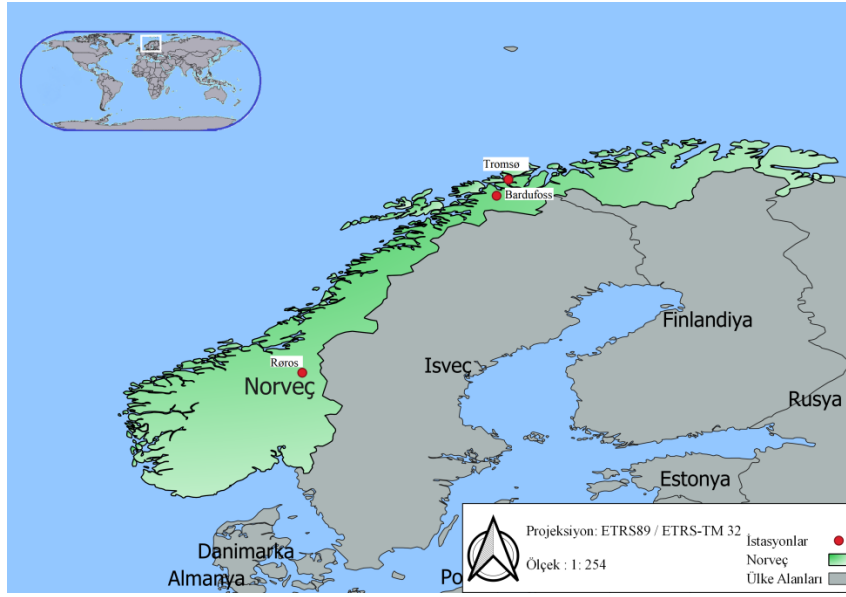 Tromsø
Bardufoss
Finlandiya
Røros
Isveç
Norveç
Rusya
Estonya
Projeksiyon: ETRS89 / ETRS-TM 32
İstasyonlar
Danimarka
Norveç
Ölçek : 1: 254
Almanya
Po
Ülke Alanları